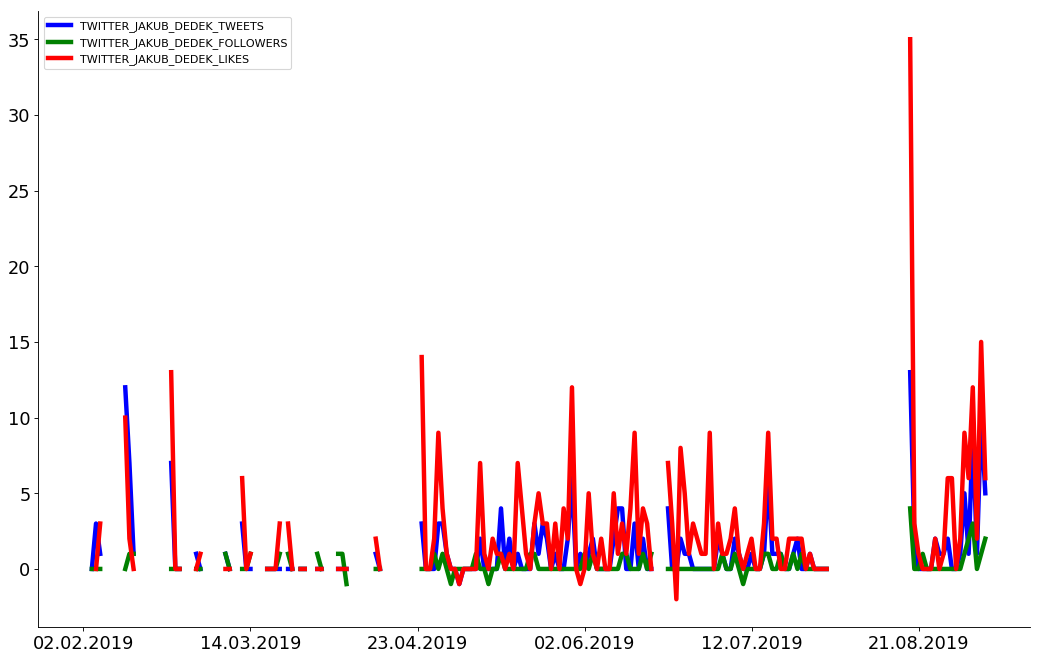 TWITTER_JAKUB_DEDEK_TWEETS
TWITTER_JAKUB_DEDEK_FOLLOWERS
TWITTER_JAKUB_DEDEK_LIKES
35
30
25
20
15
10
5
0
02.02.2019 14.03.2019 23.04.2019 02.06.2019 12.07.2019 21.08.2019